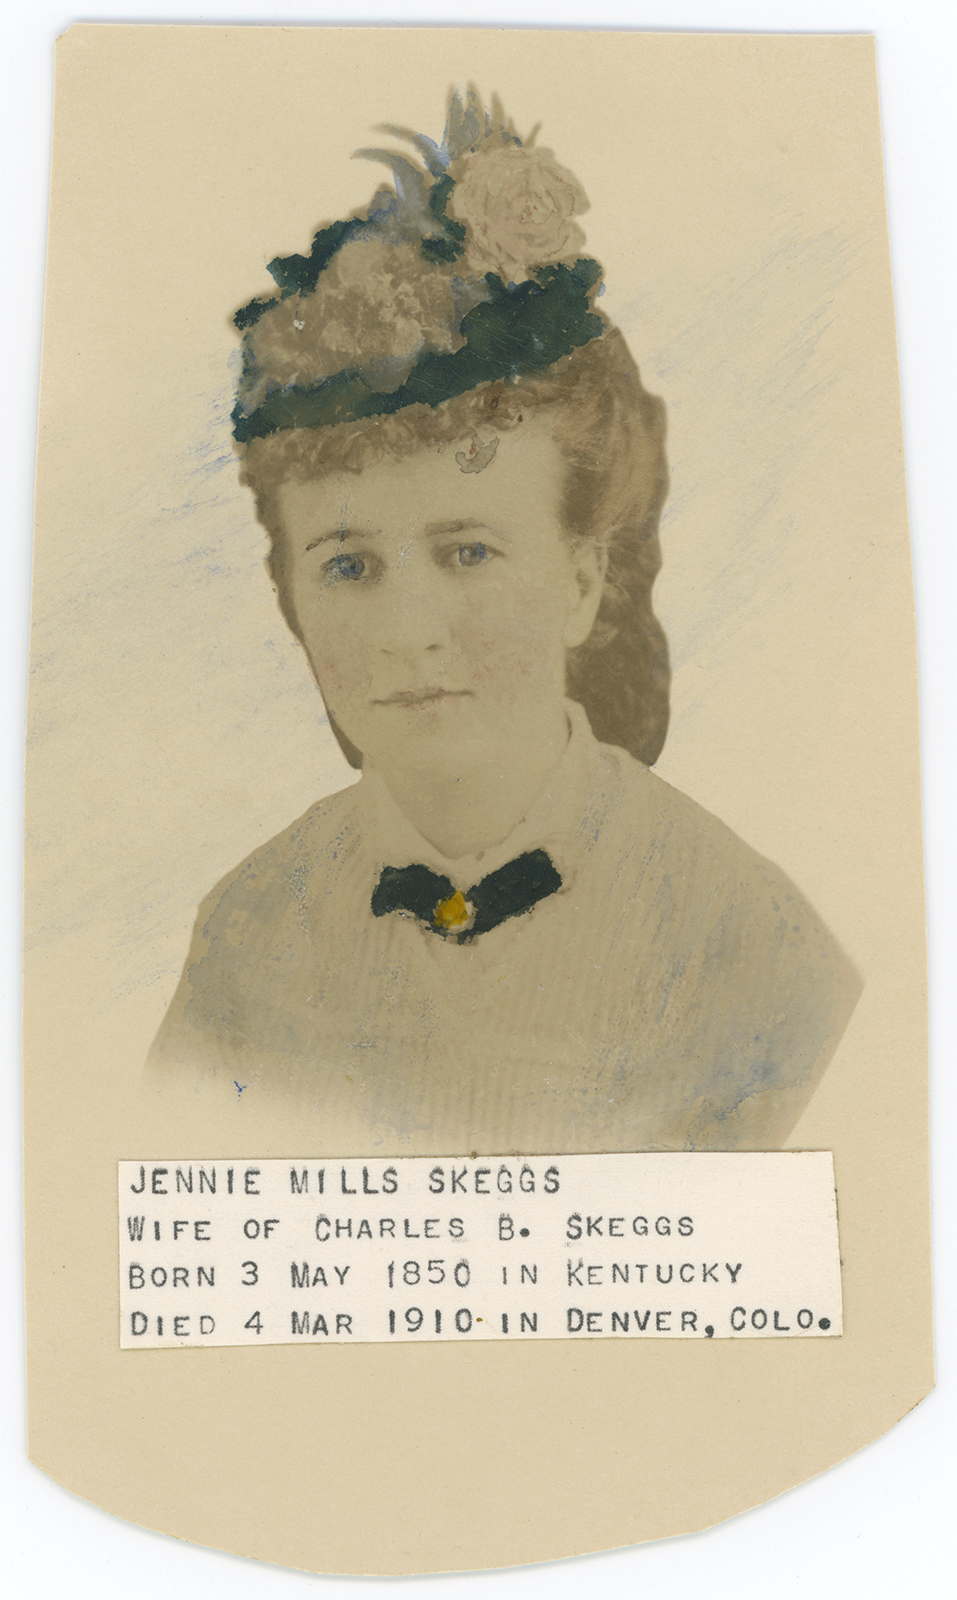 JENNIE MILLS SKEGGS
WIFE OF CHARLES B. SKEGGS
BORN 3 MAY 1850 IN KENTUCKY
DIED 4 MAR 1910 IN DENVER, COLO.